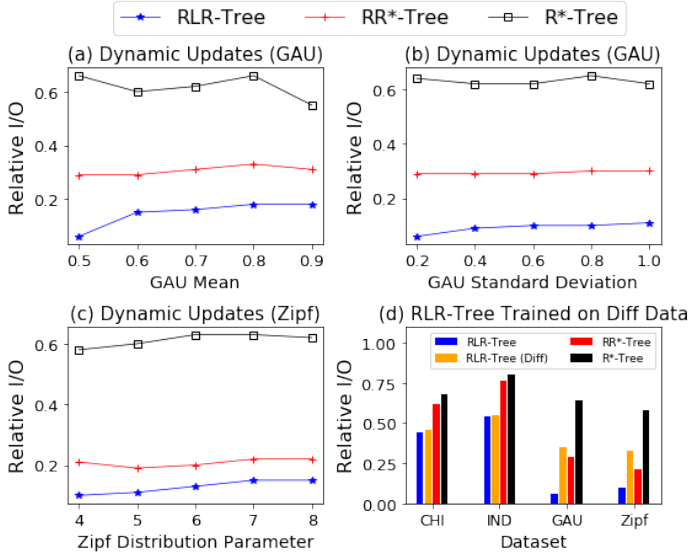 RLR-Tree RR*-Tree R*-Tree
(a) Dynamic Updates (GAU)
Relative I/O
0.6
0.4
0.2
0.5 0.6 0.7 0.8 0.9
GAU Mean
(b) Dynamic Updates (GAU)
Relative I/O
0.6
0.4
0.2
0.2 0.4 0.6 0.8 1.0
GAU Standard Deviation
(c) Dynamic Updates (Zipf)
Relative I/O
0.6
0.4
0.2
4 5 6 7 8
Zipf Distribution Parameter
(d) RLR-Tree Trained on Diff Data
Relative I/O
1.00
0.75
0.50
0.25
0.00
RLR-Tree RR*-Tree
RLR-Tree (Diff) R*-Tree
CHI IND GAU Zipf
Dataset